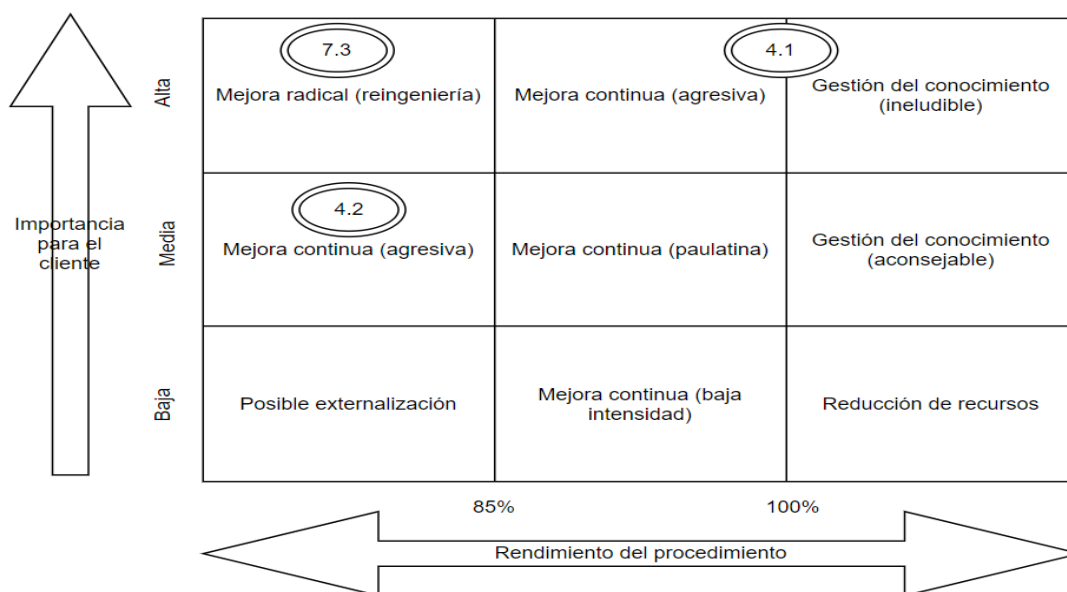 7.3
4.1
Alta
Mejora radical (reingeniería)
Mejora continua (agresiva)
Gestión del conocimiento
(ineludible)
Importancia
para el
cliente
4.2
Media
Mejora continua (agresiva)
Mejora continua (paulatina)
Gestión del conocimiento
(aconsejable)
Baja
Posible externalización
Mejora continua (baja
intensidad)
Reducción de recursos
85%
100%
Rendimiento del procedimiento